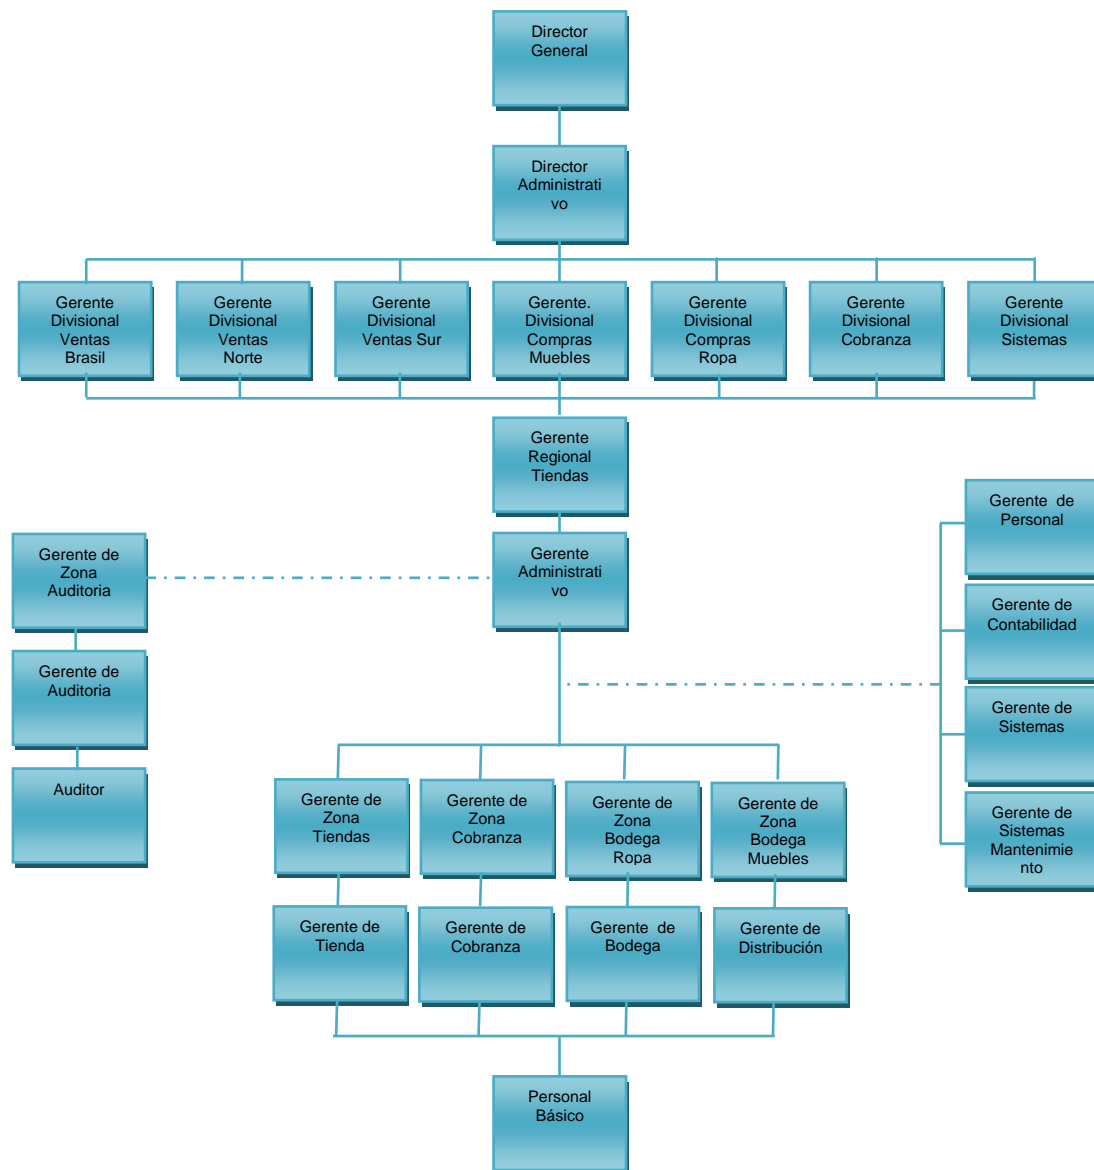 Director
General
Director
Administrati
vo
Gerente
Divisional
Ventas
Brasil
Gerente
Divisional
Ventas
Norte
Gerente
Divisional
Ventas Sur
Gerente.
Divisional
Compras
Muebles
Gerente
Divisional
Compras
Ropa
Gerente
Divisional
Cobranza
Gerente
Divisional
Sistemas
Gerente
Regional
Tiendas
Gerente
Administrati
vo
Gerente de
Zona
Auditoria
Gerente de
Auditoria
Auditor
Gerente de
Personal
Gerente de
Contabilidad
Gerente de
Sistemas
Gerente de
Sistemas
Mantenimie
nto
Gerente de
Zona
Tiendas
Gerente de
Zona
Cobranza
Gerente de
Zona
Bodega
Ropa
Gerente de
Zona
Bodega
Muebles
Gerente de
Tienda
Gerente de
Cobranza
Gerente de
Bodega
Gerente de
Distribución
Personal
Básico